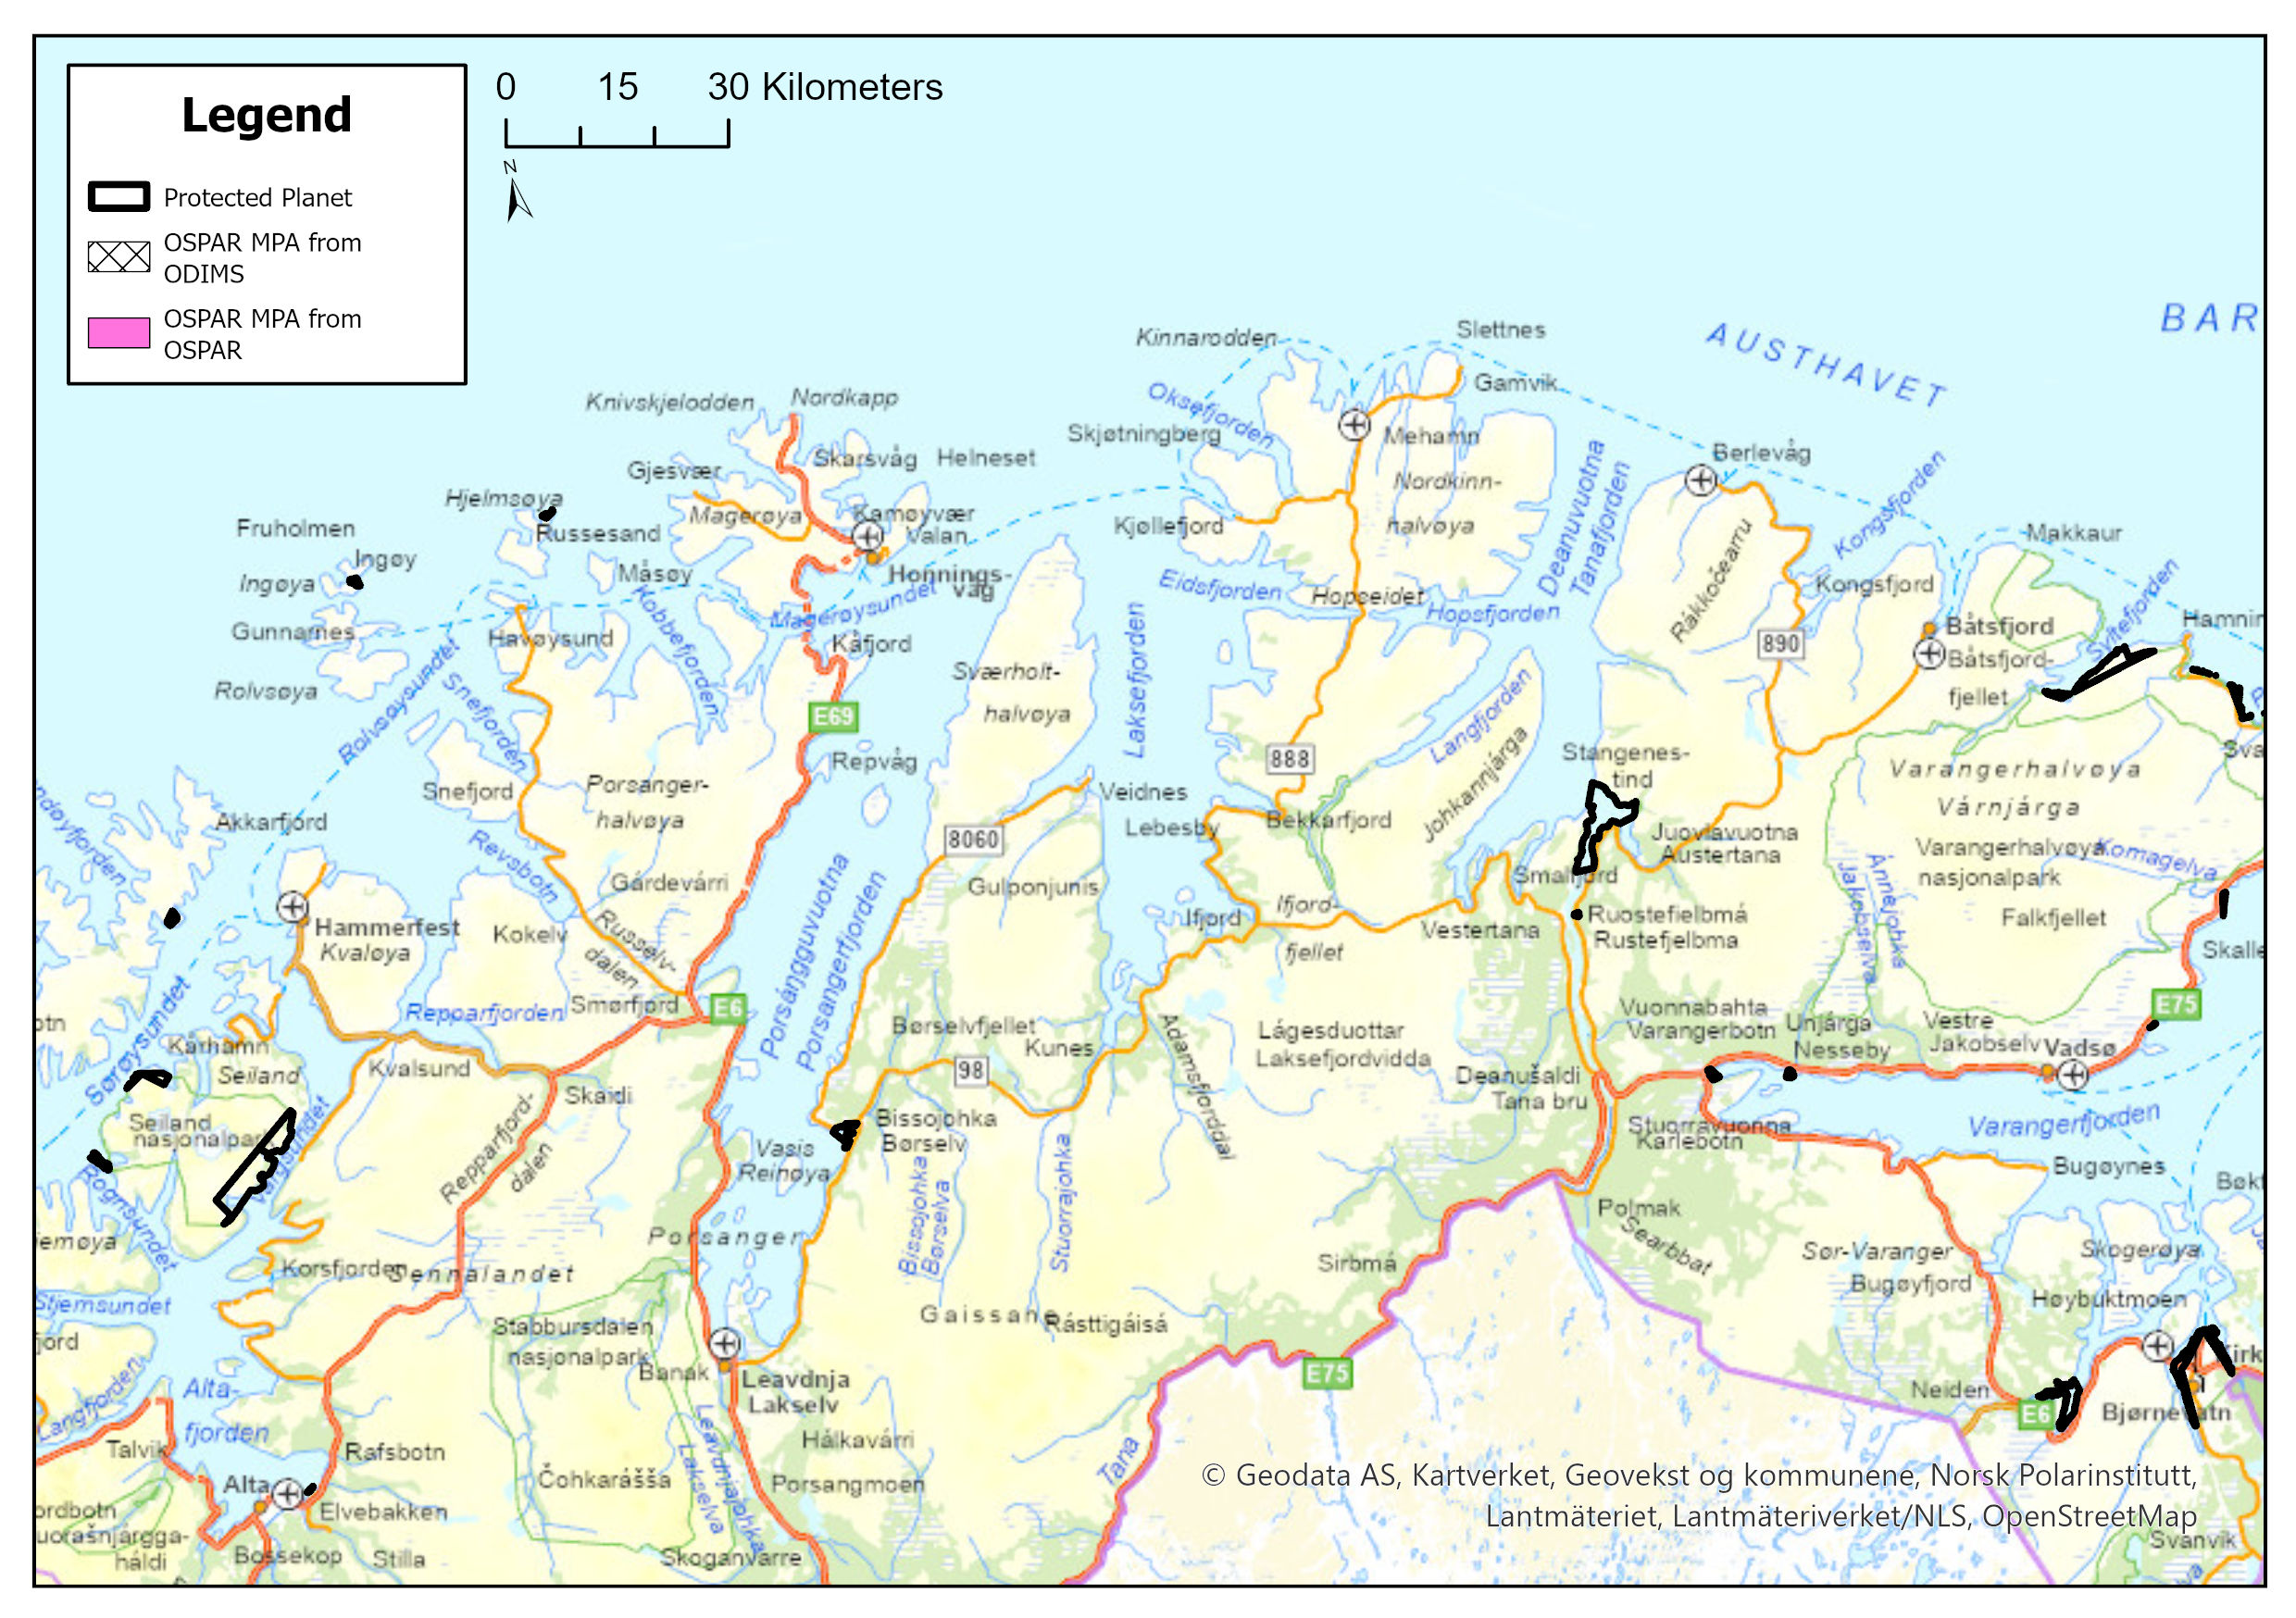 Legend
Protected Planet
OSPAR MPA from
ODIMS
OSPAR MPA from
OSPAR
0 15 30 Kilometers
N
BAR
AUSTHAVET
Kinnarodden
Slettnes
Gamvik
Oksefjorden
Knivskjelodden
Nordkapp
Skjøtningberg
Mehamn
Skarsvåg
Helneset
Gjesvær
Berlevåg
Deanuvuotna
Tanafjorden
Nordkinn-
halvøya
Kongsfjorden
Hjelmsøya
Magerøya
Kamøyvær
Valan
Kjøllefjord
Fruholmen
Russesand
Makkaur
Ingøy
Ingøya
Måsøy
Honnings-
våg
Eidsfjorden
Hopseidet
Hopsfjorden
Rákkočearru
Kongsfjord
Gunnarnes
Havøysund
Kobbefjorden
Magerøysundet
Kåfjord
890
Båtsfjord
Båtsfjord-
fjellet
Syltefjorden
Hamnin
Rolvsøya
Rolvsøysundet
Snefjorden
Sværholt-
halvøya
Laksefjorden
Langfjorden
E69
Repvåg
888
Stangenes-
tind
Sva
Varangerhalvøya
Várnjárga
Snefjord
Porsanger-
halvøya
Veidnes
Lebesby
Bekkarfjord
Johkannjárga
Akkarfjord
ndøyfjorden
Revsbotn
8060
Juovlavuotna
Austertana
Varangerhalvøya
nasjonalpark
Komagelva
Gárdevárri
Gulponjunis
Smalfjord
Hammerfest
Kvaløya
Kokelv
Russelv-
dalen
Porsáŋgguvuotna
Porsangerfjorden
Ifjord
Ifjord-
fjellet
Vestertana
Ruostefielbmá
Rustefjelbma
Jakobselva
Annejohka
Falkfjellet
Skalle
Sørøysundet
Repparfjorden
Smørfjord
E6
E75
otn
Kårhamn
Seiland
Kvalsund
Børselvfjellet
Kunes
Adamsfjorddal
Lágesduottar
Laksefjordvidda
Vuonnabahta
Varangerbotn
Unjárga
Nesseby
Vestre
Jakobselv
Vadsø
98
Skaidi
Deanušaldi
Tana bru
Seiland
nasjonalpark
Vargsundet
Repparfjord-
dalen
Bissojohka
Børselv
Stuorravuonna
Karlebotn
Varangerfjorden
Vasis
Reinøya
Bissojohka
Børselva
Stuorrajohka
Bugøynes
Bøkf
Rognsundet
jemøya
Polmak
Searbbat
Porsanger
Sirbmá
Sør-Varanger
Skogerøya
Korsfjorden
Sennalandet
Bugøyfjord
Høybuktmoen
Stjernsundet
fjord
Stabbursdalen
nasjonalpark
Gaissane
Rásttigáisá
Banak
Leavdnja
Lakselv
E75
Kirk
Neiden
E6
Bjørnevatn
Langfjorden
Alta-
fjorden
Talvik
Rafsbotn
Hálkavárri
Leavdnjajohka
Lakselva
Čohkarášša
Porsangmoen
Tana
Alta
Elvebakken
ordbotn
uorašnjárgga-
háldi
Bossekop
Stilla
Skoganvarre
Svanvik
© Geodata AS, Kartverket, Geovekst og kommunene, Norsk Polarinstitutt,
Lantmäteriet, Lantmäteriverket/NLS, OpenStreetMap